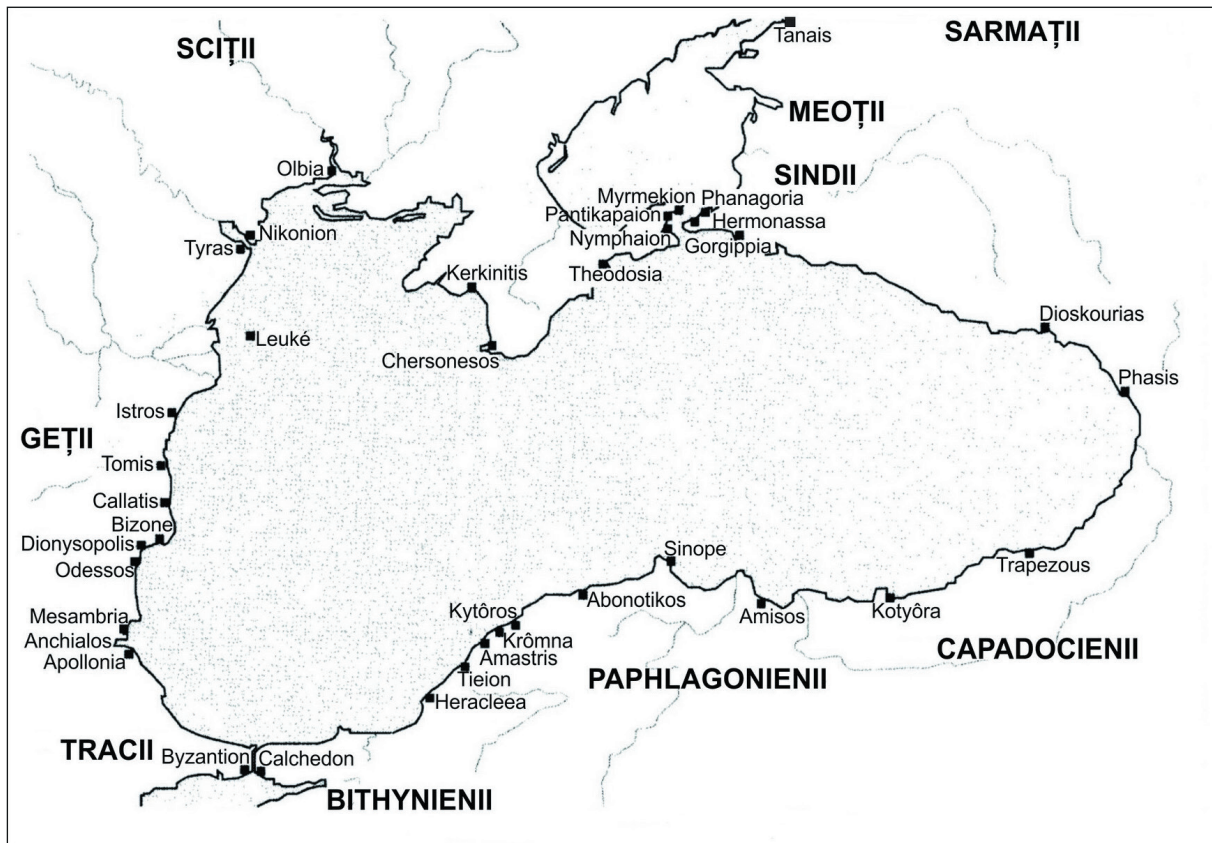 SCIȚII
Tanais
SARMAȚII
MEOȚII
Olbia
SINDII
Myrmekion
Phanagoria
Pantikapaion
Hermonassa
Nikonion
Nymphaion
Gorgippia
Tyras
Theodosia
Kerkinitis
Dioskourias
Leuké
Chersonesos
Phasis
Istros
GEȚII
Tomis
Callatis
Bizone
Dionysopolis
Odessos
Sinope
Trapezous
Abonotikos
Kotyôra
Amisos
Mesambria
Kytôros
Anchialos
Krômna
Apollonia
Amastris
CAPADOCIENII
Tieion
PAPHLAGONIENII
Heracleea
TRACII
Byzantion
Calchedon
BITHYNIENII